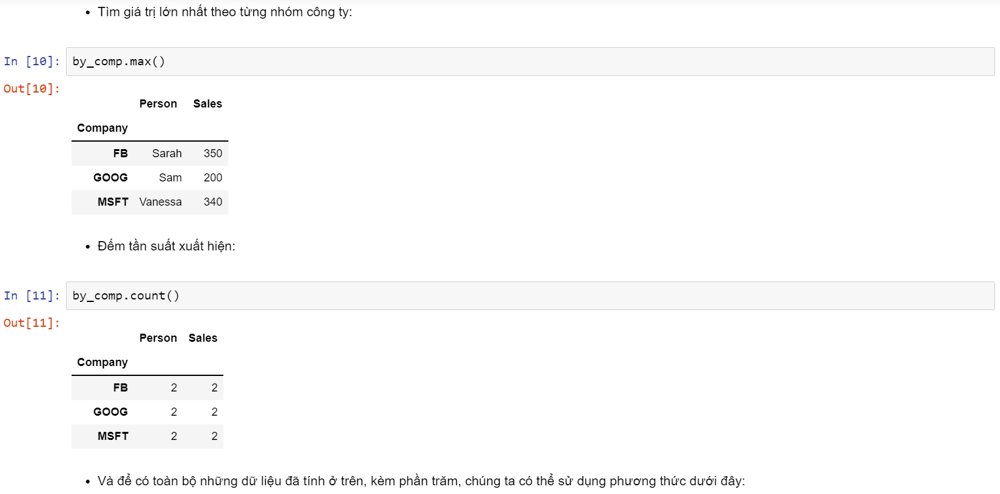 Tìm giá trị lớn nhất theo từng nhóm công ty:
In [10]: by_comp.max()
Out[10]:
Person Sales
Company
FB Sarah 350
GOOG Sam 200
MSFT Vanessa 340
Đếm tần suất xuất hiện:
In [11]: by_comp.count()
Out[11]:
Person Sales
Company
FB 2 2
GOOG 2 2
MSFT 2 2
Và để có toàn bộ những dữ liệu đã tính ở trên, kèm phần trăm, chúng ta có thể sử dụng phương thức dưới đây: